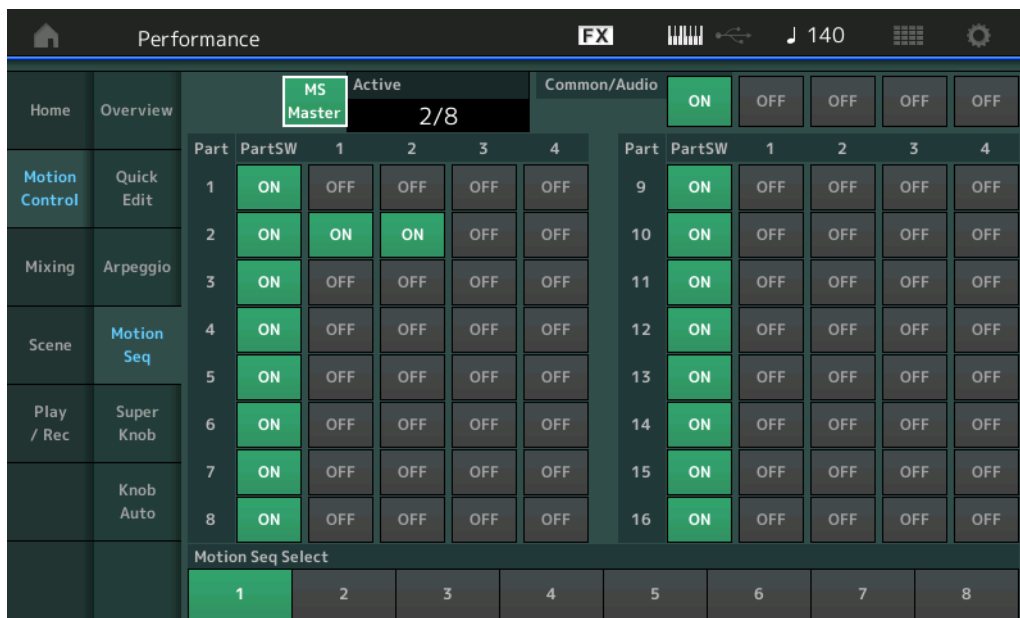 Performance FX 140
Home Overview
MS Master Active 2/8 Common/Audio ON OFF OFF OFF OFF
Part PartSW 1 2 3 4 Part PartSW 1 2 3 4
Motion Control Quick Edit 1 ON OFF OFF OFF OFF 9 ON OFF OFF OFF OFF
2 ON ON ON OFF OFF 10 ON OFF OFF OFF OFF
Mixing Arpeggio 3 ON OFF OFF OFF OFF 11 ON OFF OFF OFF OFF
Scene Motion Seq 4 ON OFF OFF OFF OFF 12 ON OFF OFF OFF OFF
5 ON OFF OFF OFF OFF 13 ON OFF OFF OFF OFF
Play / Rec Super Knob 6 ON OFF OFF OFF OFF 14 ON OFF OFF OFF OFF
7 ON OFF OFF OFF OFF 15 ON OFF OFF OFF OFF
Knob Auto 8 ON OFF OFF OFF OFF 16 ON OFF OFF OFF OFF
Motion Seq Select
1 2 3 4 5 6 7 8